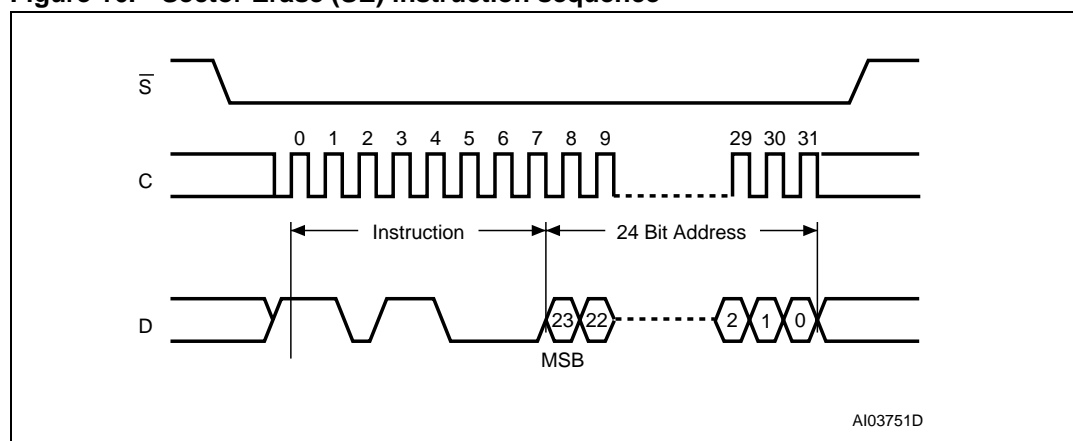 Figure 16. Sector Erase (SE) instruction sequence
S
0 1 2 3 4 5 6 7 8 9 29 30 31
C
Instruction 24 Bit Address
D 23 22 2 1 0
MSB
AI03751D